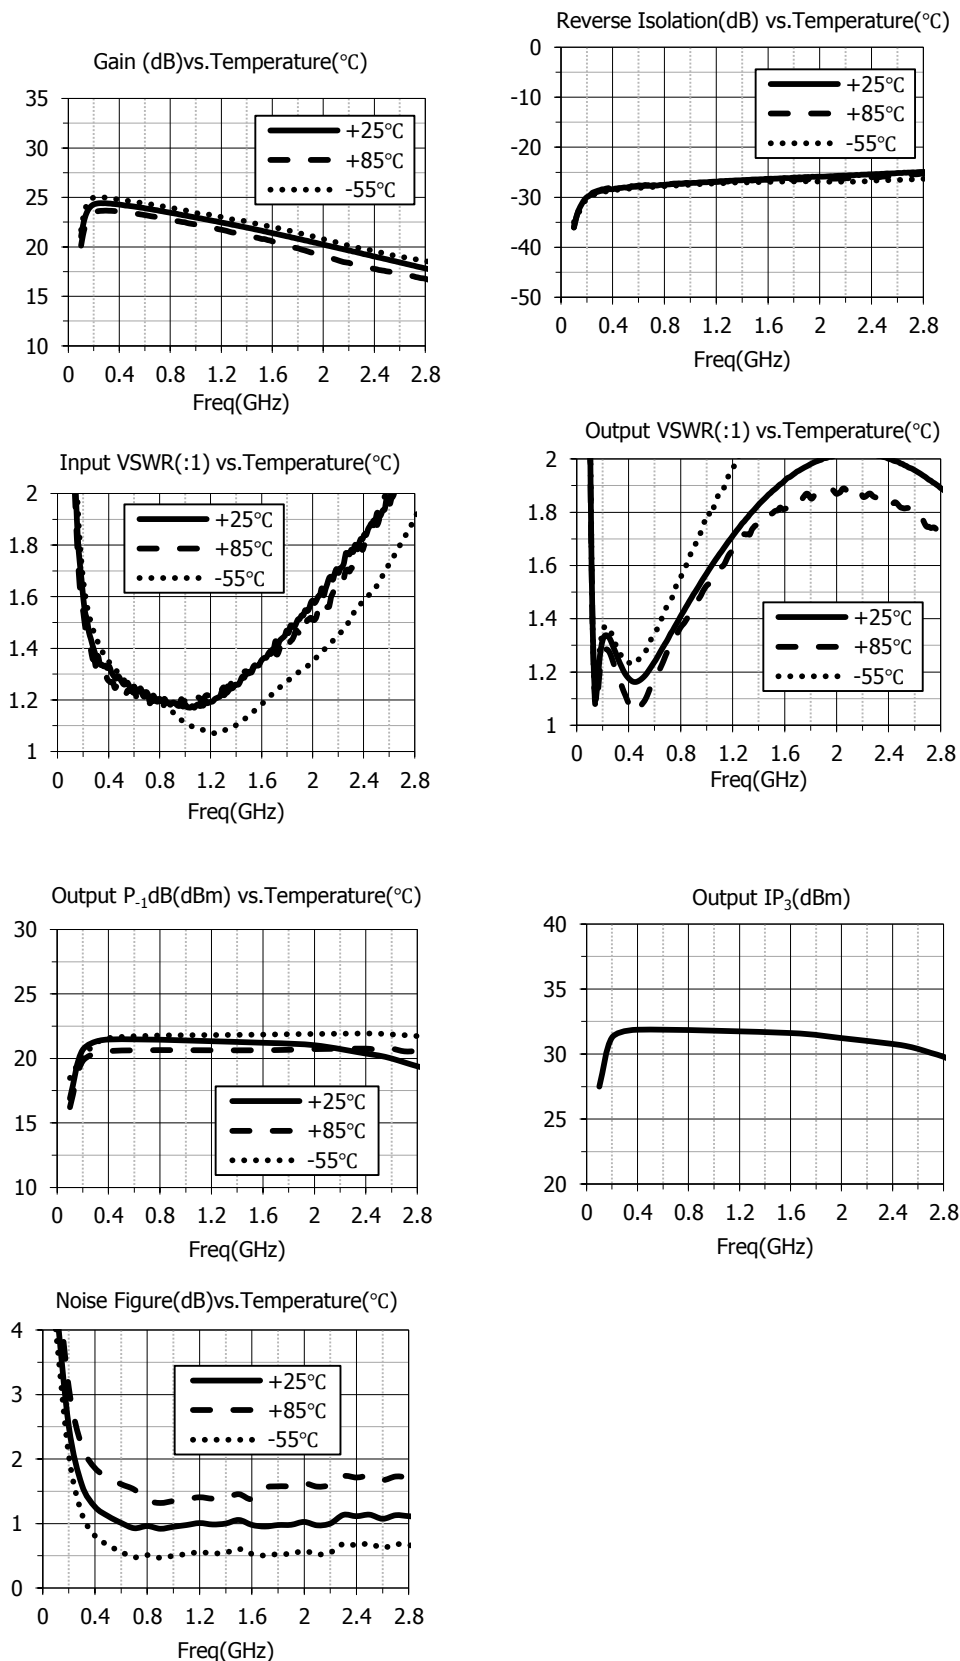 Gain (dB)vs.Temperature(℃)
35
30
25
20
15
10
+25℃
+85℃
-55℃
0 0.4 0.8 1.2 1.6 2 2.4 2.8
Freq(GHz)
Reverse Isolation(dB) vs.Temperature(℃)
0
-10
-20
-30
-40
-50
+25℃
+85℃
-55℃
0 0.4 0.8 1.2 1.6 2 2.4 2.8
Freq(GHz)
Input VSWR(:1) vs.Temperature(℃)
2
1.8
1.6
1.4
1.2
1
+25℃
+85℃
-55℃
0 0.4 0.8 1.2 1.6 2 2.4 2.8
Freq(GHz)
Output VSWR(:1) vs.Temperature(℃)
2
1.8
1.6
1.4
1.2
1
+25℃
+85℃
-55℃
0 0.4 0.8 1.2 1.6 2 2.4 2.8
Freq(GHz)
Output P-1dB(dBm) vs.Temperature(℃)
30
25
20
15
10
+25℃
+85℃
-55℃
0 0.4 0.8 1.2 1.6 2 2.4 2.8
Freq(GHz)
Output IP3(dBm)
40
35
30
25
20
0 0.4 0.8 1.2 1.6 2 2.4 2.8
Freq(GHz)
Noise Figure(dB)vs.Temperature(℃)
4
3
2
1
0
+25℃
+85℃
-55℃
0 0.4 0.8 1.2 1.6 2 2.4 2.8
Freq(GHz)